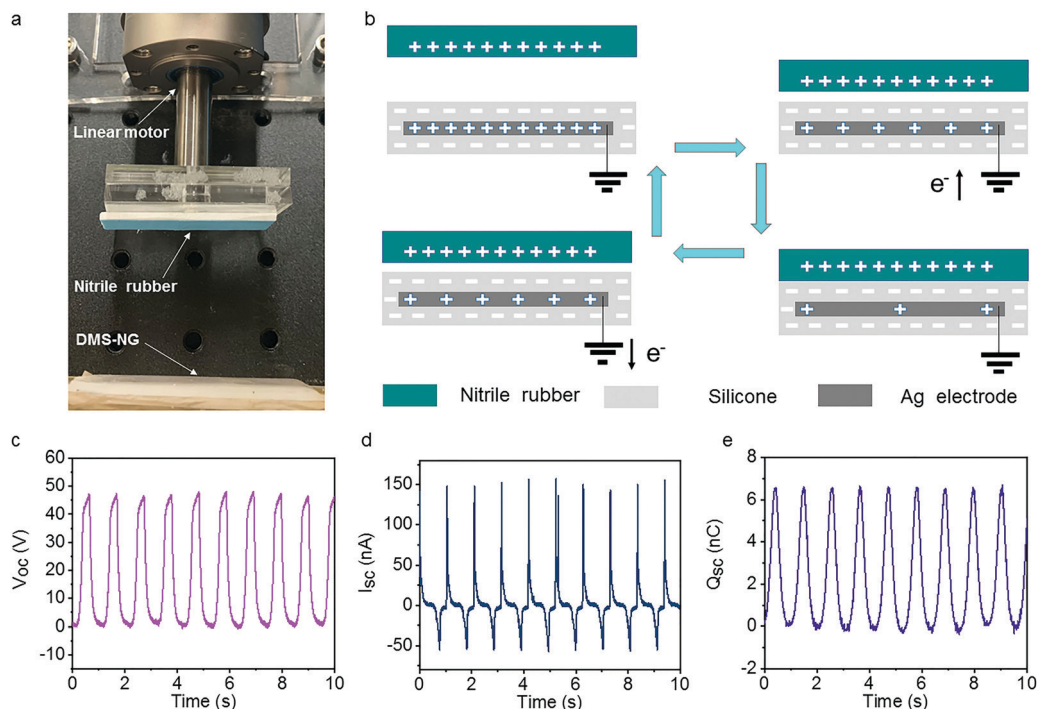 a
Linear motor
Nitrile rubber
DMS-NG
b
+ + + + + + + + + +
+ + + + + + + + + +
+ + + + + + + + + +
+ + + + + +
e- ↑
+ + + + + + + + + +
+ + + + + +
↓ e-
+ + + + + + + + + +
+ + +
Nitrile rubber
Silicone
Ag electrode
c
60
50
40
30
20
10
0
-10
VOC (V)
0 2 4 6 8 10
Time (s)
d
150
100
50
0
-50
ISC (nA)
0 2 4 6 8 10
Time (s)
e
8
6
4
2
0
-2
QSC (nC)
0 2 4 6 8 10
Time (s)